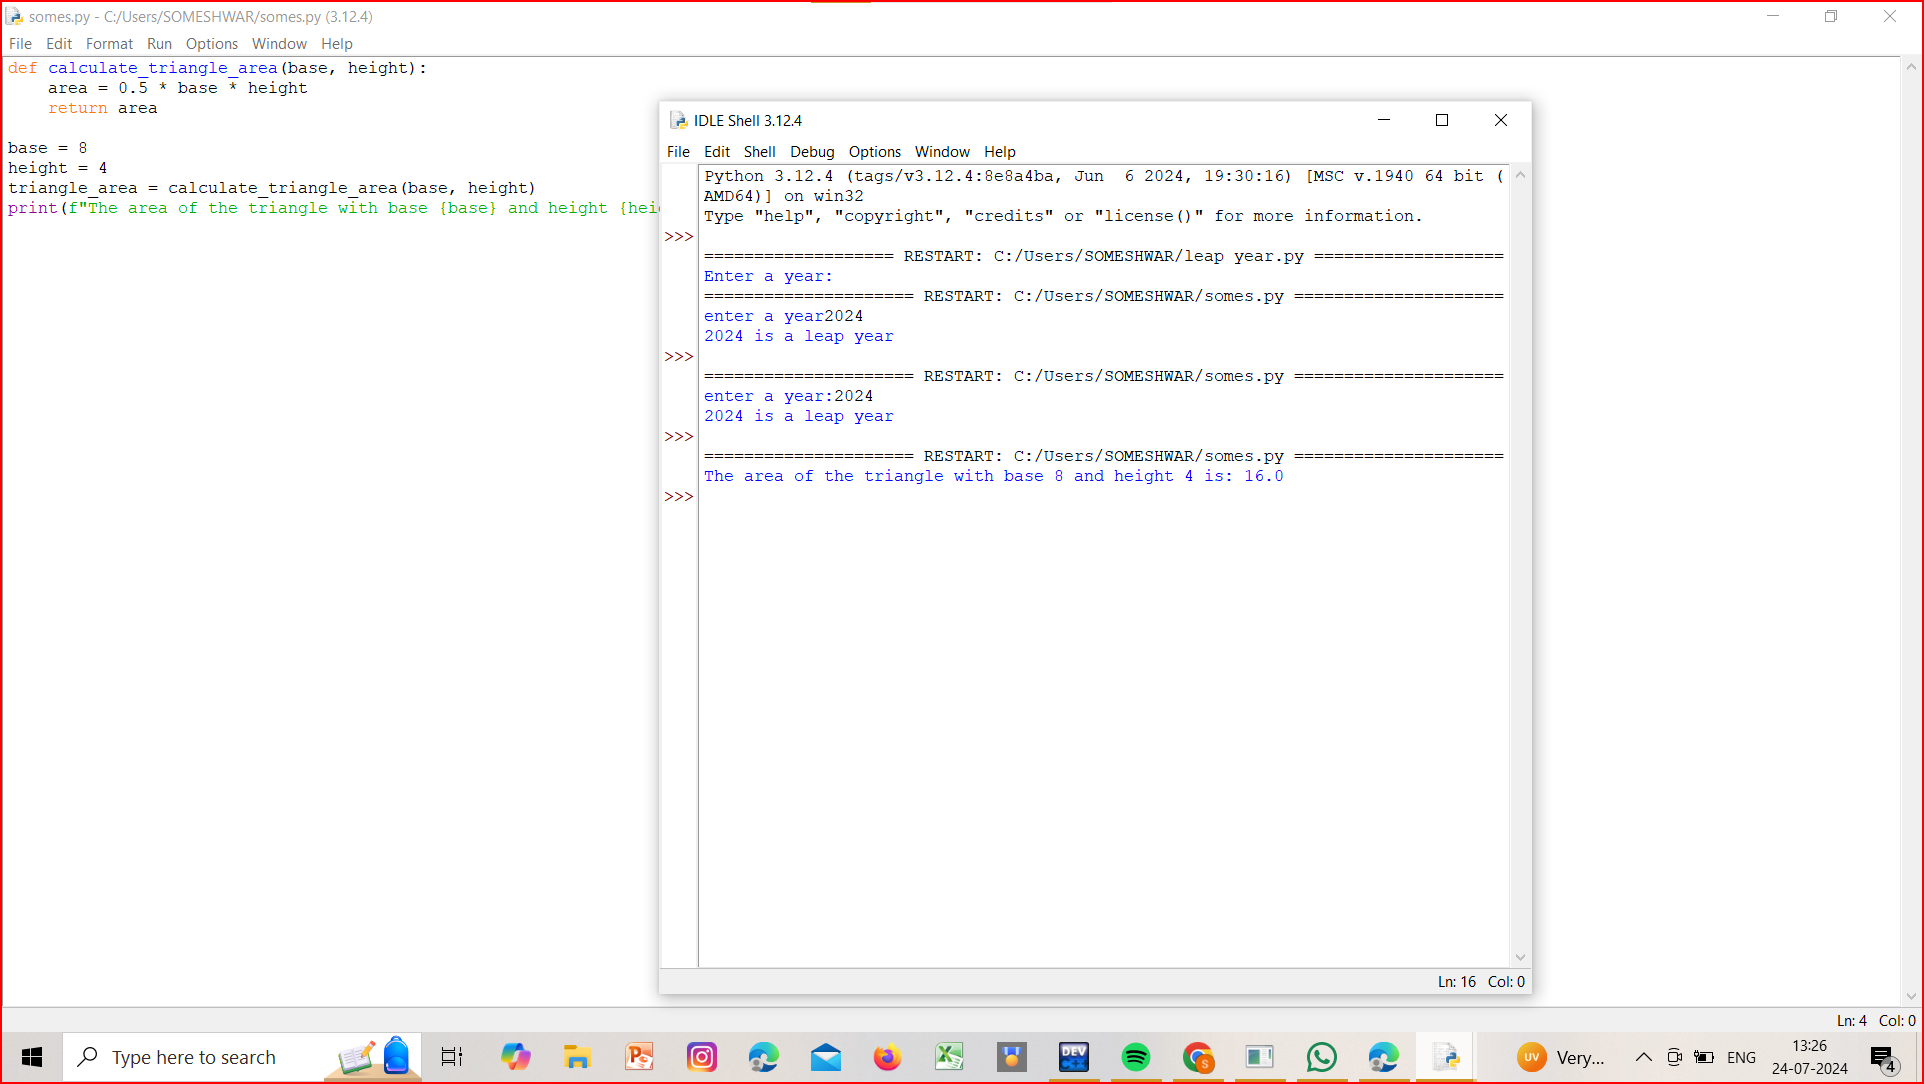 somes.py - C:/Users/SOMESHWAR/somes.py (3.12.4)
File Edit Format Run Options Window Help
def calculate_triangle_area(base, height):
    area = 0.5 * base * height
    return area
base = 8
height = 4
triangle_area = calculate_triangle_area(base, height)
print(f"The area of the triangle with base {base} and height {hei
IDLE Shell 3.12.4
File Edit Shell Debug Options Window Help
Python 3.12.4 (tags/v3.12.4:8e8a4ba, Jun  6 2024, 19:30:16) [MSC v.1940 64 bit (
AMD64)] on win32
Type "help", "copyright", "credits" or "license()" for more information.
>>>
=================== RESTART: C:/Users/SOMESHWAR/leap year.py ===================
Enter a year:
===================== RESTART: C:/Users/SOMESHWAR/somes.py =====================
enter a year2024
2024 is a leap year
>>>
===================== RESTART: C:/Users/SOMESHWAR/somes.py =====================
enter a year:2024
2024 is a leap year
>>>
===================== RESTART: C:/Users/SOMESHWAR/somes.py =====================
The area of the triangle with base 8 and height 4 is: 16.0
>>>
Ln: 16 Col: 0
Ln: 4 Col: 0
Type here to search
DEV C++
S
UV Very...
ENG
13:26
24-07-2024
4